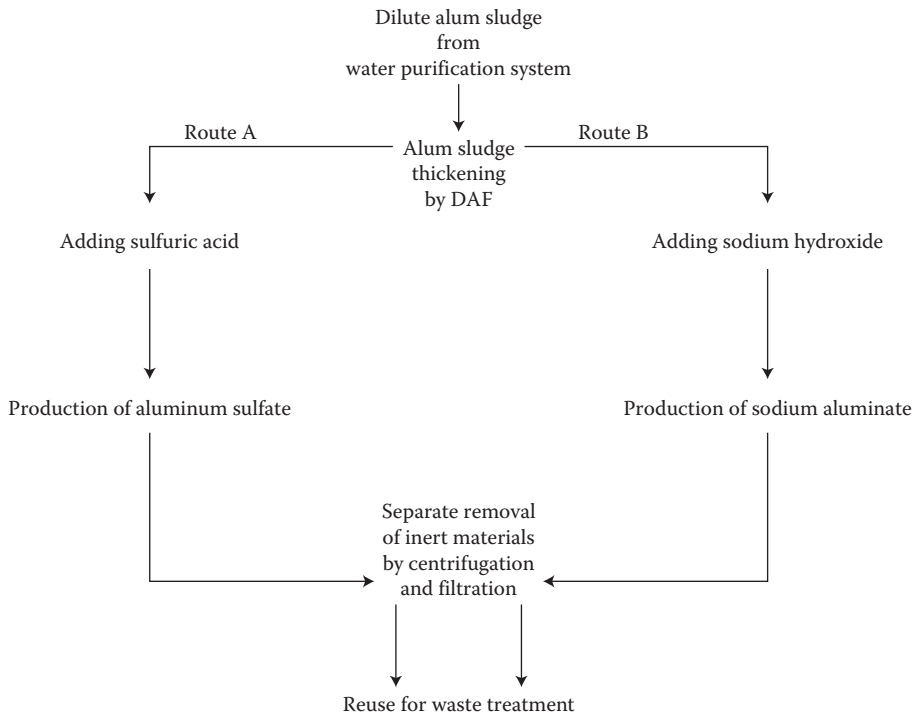 Dilute alum sludge
from
water purification system
Route A
Route B
Alum sludge
thickening
by DAF
Adding sulfuric acid
Adding sodium hydroxide
Production of aluminum sulfate
Production of sodium aluminate
Separate removal
of inert materials
by centrifugation
and filtration
Reuse for waste treatment